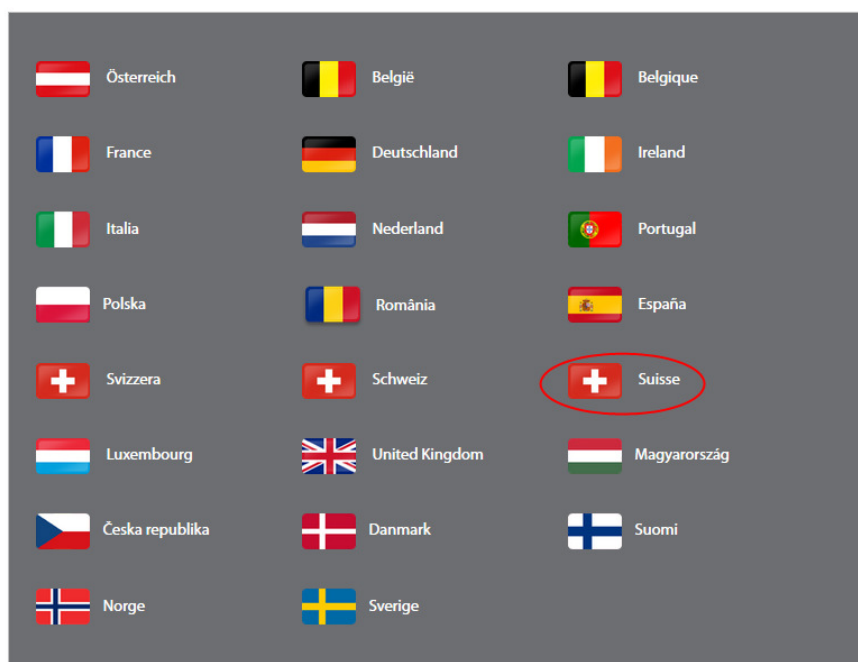 Österreich
België
Belgique
France
Deutschland
Ireland
Italia
Nederland
Portugal
Polska
România
España
Svizzera
Schweiz
Suisse
Luxembourg
United Kingdom
Magyarország
Česka republika
Danmark
Suomi
Norge
Sverige